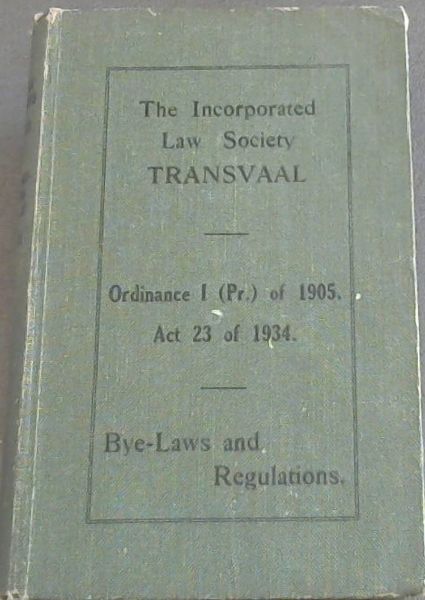 The Incorporated
Law Society
TRANSVAAL
Ordinance I (Pr.) of 1905.
Act 23 of 1934.
Bye-Laws and
Regulations.